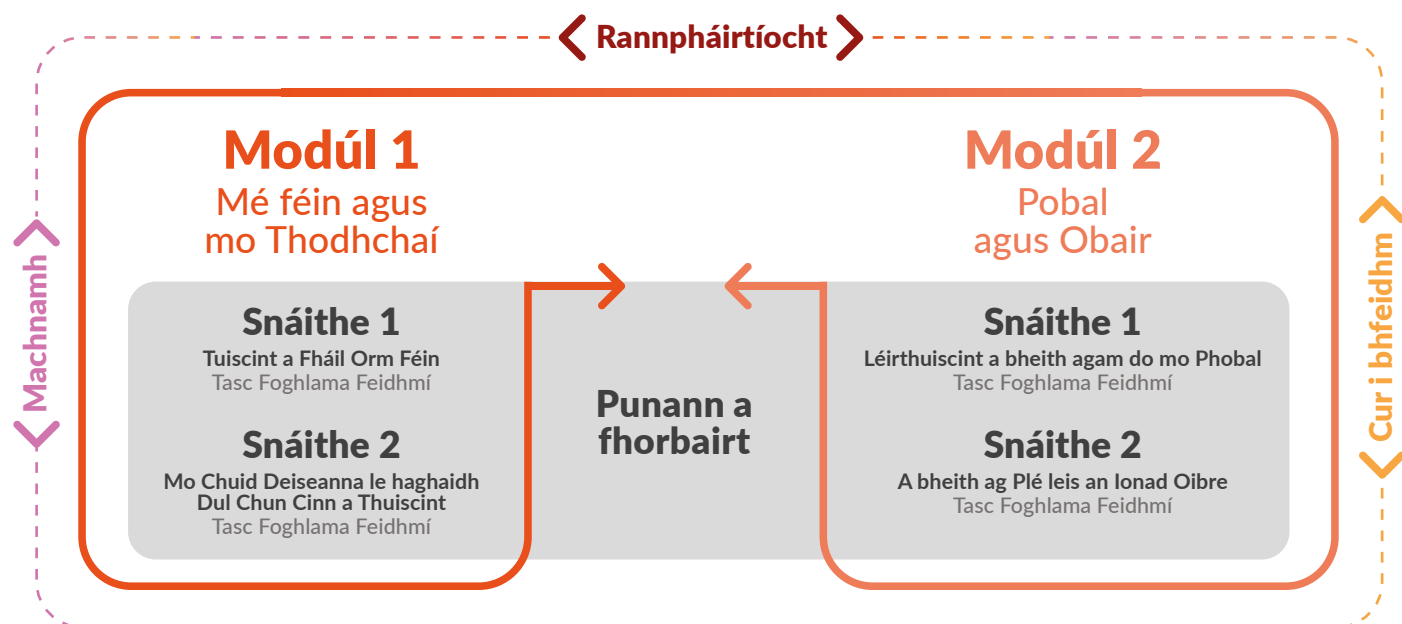 Rannpháirtíocht
Machnamh
Modúl 1
Mé féin agus
mo Thodhchaí
Snáithe 1
Tuiscint a Fháil Orm Féin
Tasc Foghlama Feidhmí
Snáithe 2
Mo Chuid Deiseanna le haghaidh
Dul Chun Cinn a Thuiscint
Tasc Foghlama Feidhmí
Punann a
fhorbairt
Modúl 2
Pobal
agus Obair
Snáithe 1
Léirthuiscint a bheith agam do mo Phobal
Tasc Foghlama Feidhmí
Snáithe 2
A bheith ag Plé leis an Ionad Oibre
Tasc Foghlama Feidhmí
Cur i bhfeidhm